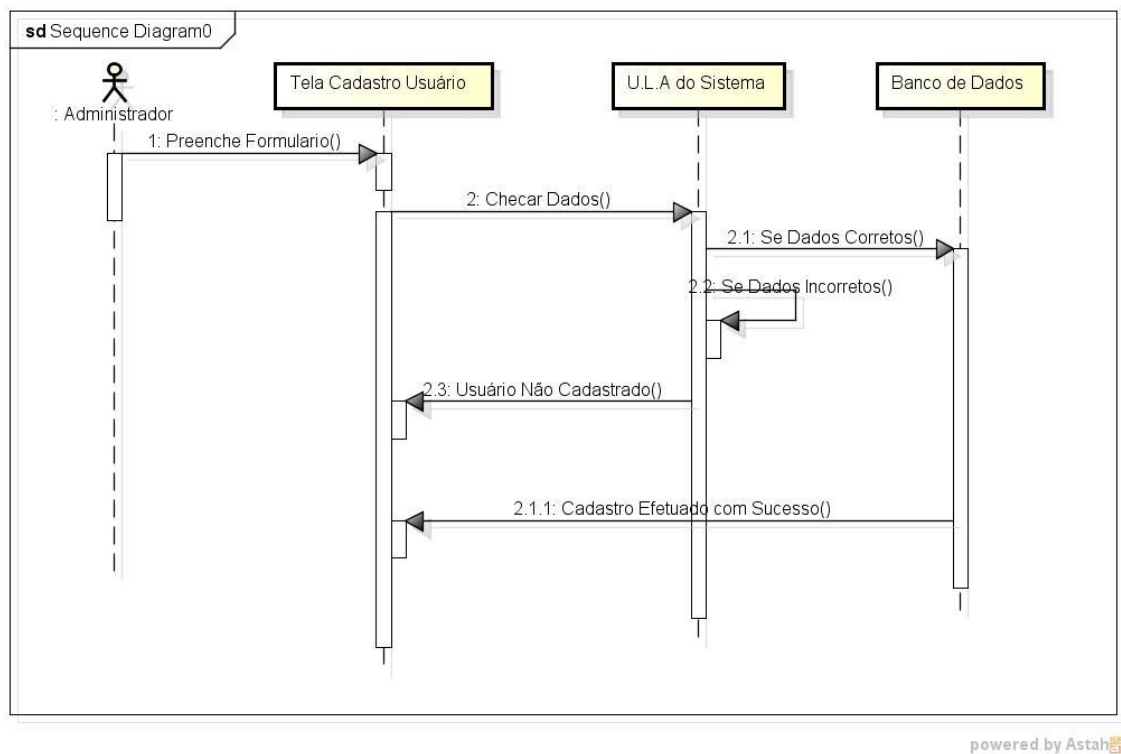 sd Sequence Diagram0
: Administrador
Tela Cadastro Usuário
U.L.A do Sistema
Banco de Dados
1: Preenche Formulario()
2: Checar Dados()
2.1: Se Dados Corretos()
2.2: Se Dados Incorretos()
2.3: Usuário Não Cadastrado()
2.1.1: Cadastro Efetuado com Sucesso()
powered by Astah